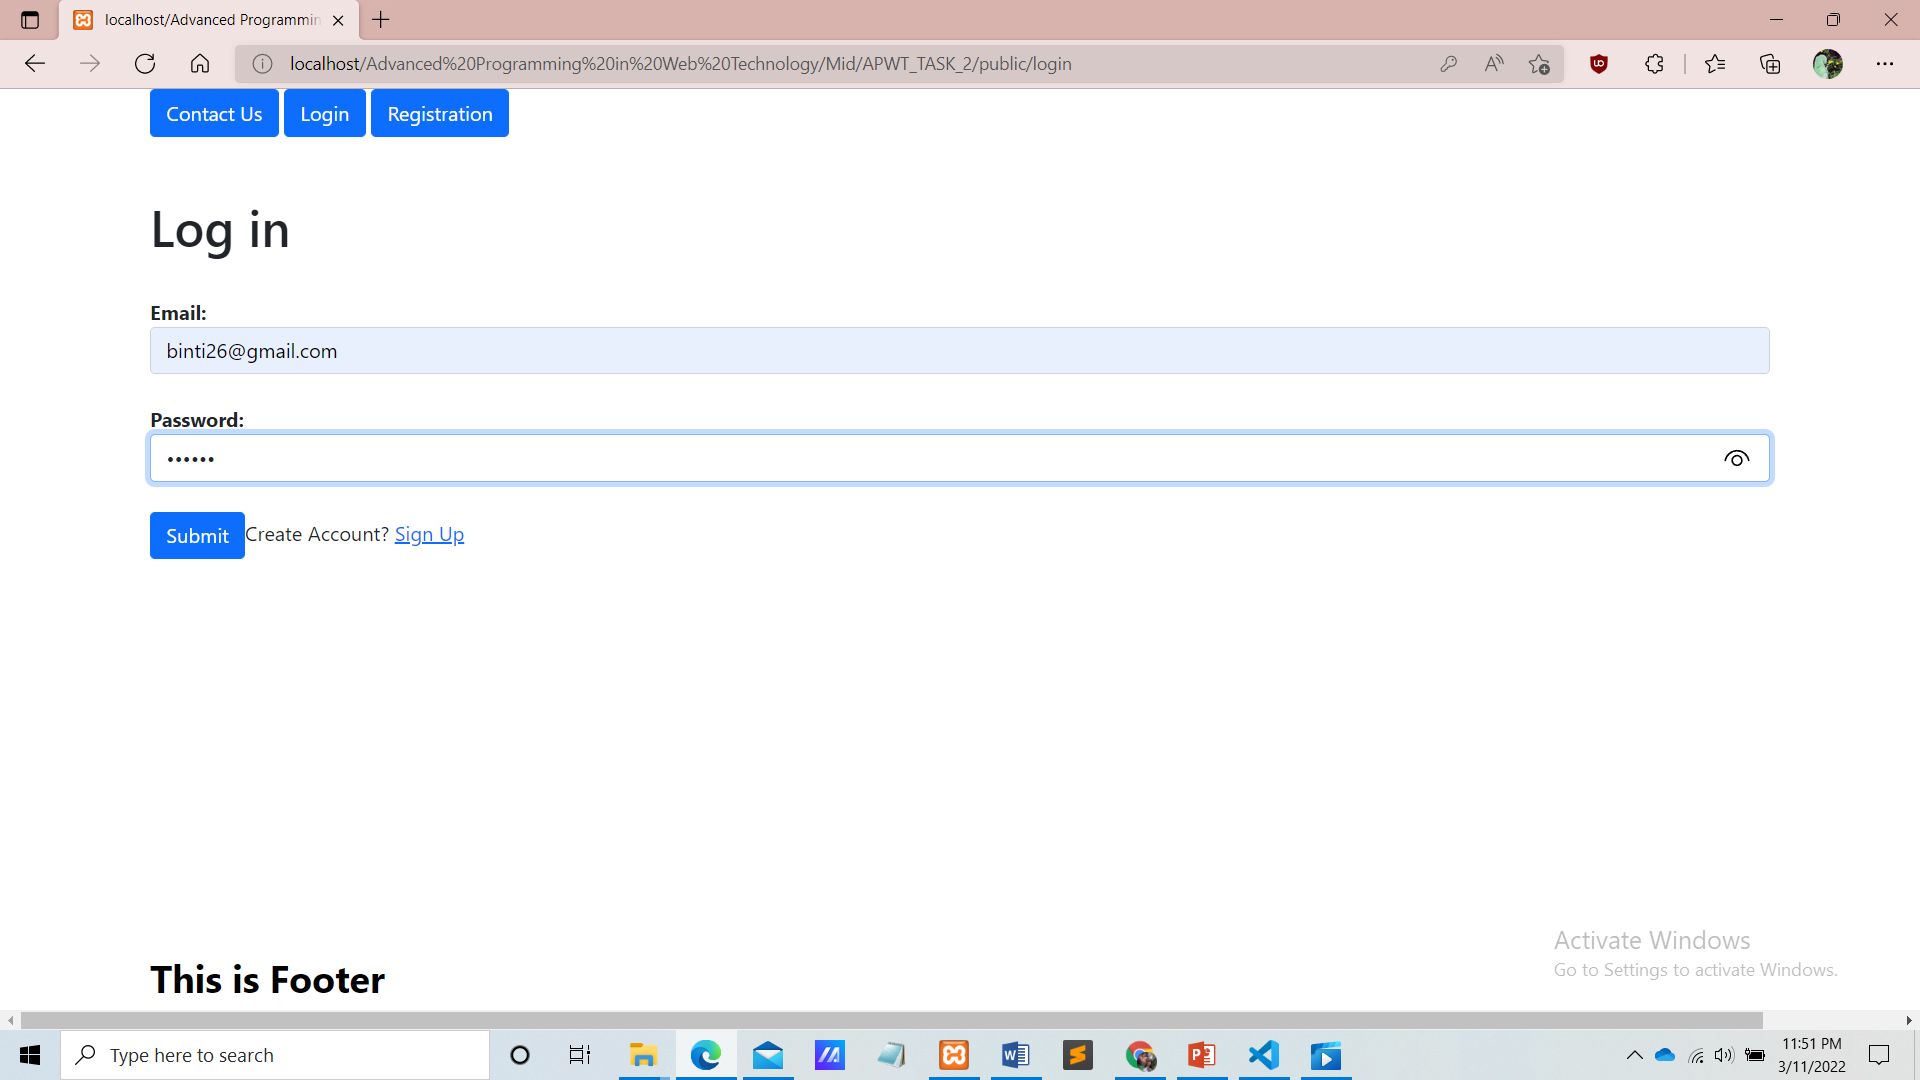 localhost/Advanced Programmin
localhost/Advanced%20Programming%20in%20Web%20Technology/Mid/APWT_TASK_2/public/login
Contact Us Login Registration
Log in
Email:
binti26@gmail.com
Password:
••••••
Submit Create Account? Sign Up
Activate Windows
Go to Settings to activate Windows.
This is Footer
Type here to search
11:51 PM
3/11/2022